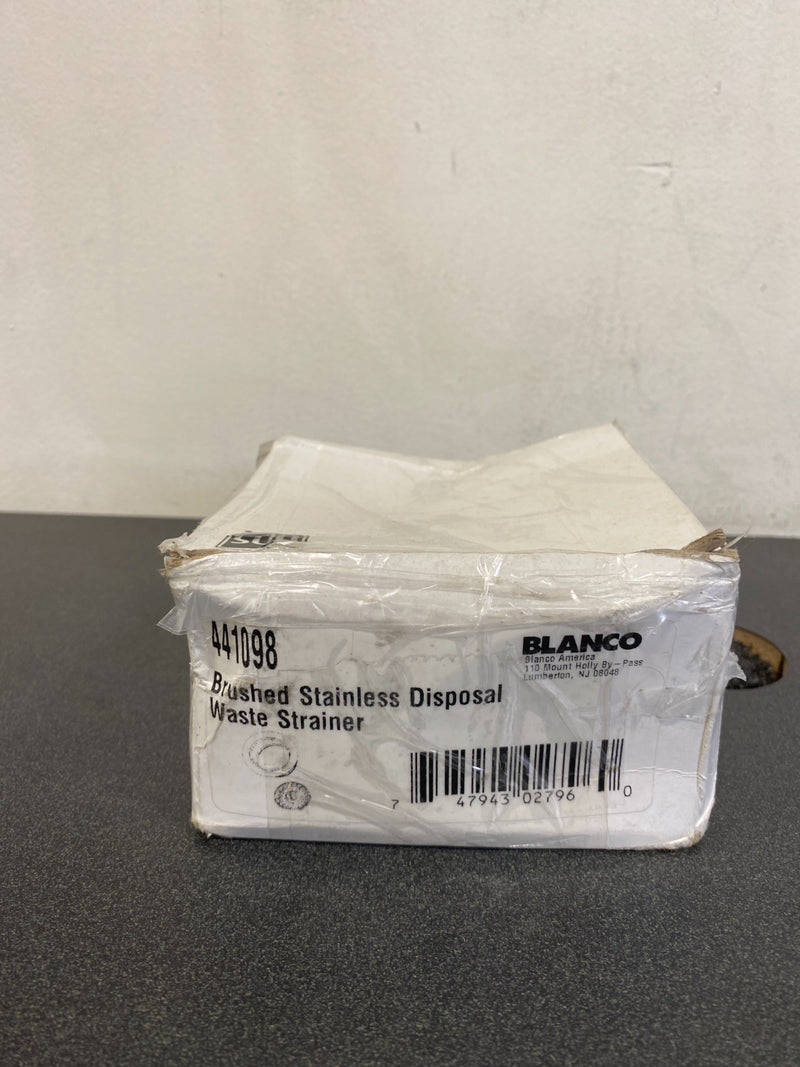 441098
BLANCO
Blanco America
110 Mount Holly By-Pass
Lumberton, NJ 08048
Brushed Stainless Disposal
Waste Strainer
7 47943 02796 0